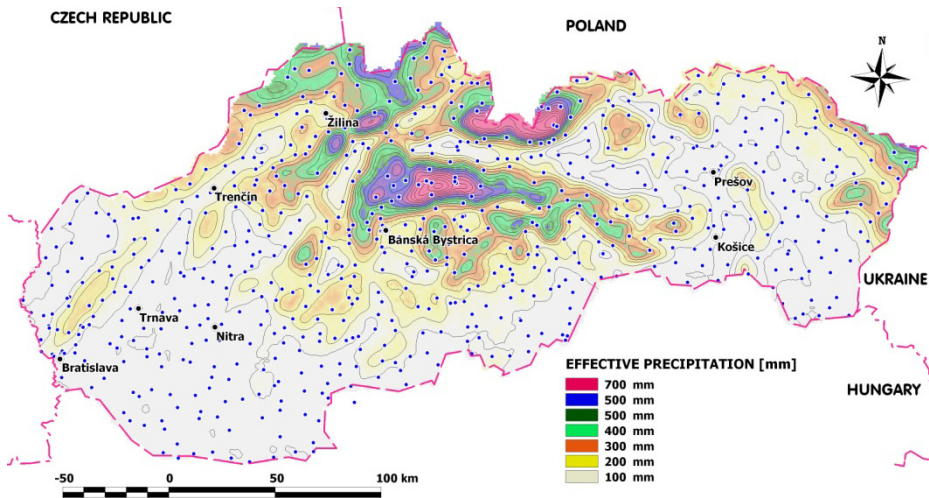 CZECH REPUBLIC
POLAND
N
Žilina
Prešov
Trenčín
Bánská Bystrica
Košice
UKRAINE
Trnava
Nitra
Bratislava
EFFECTIVE PRECIPITATION [mm]
700 mm
500 mm
500 mm
400 mm
300 mm
200 mm
100 mm
HUNGARY
-50 0 50 100 km